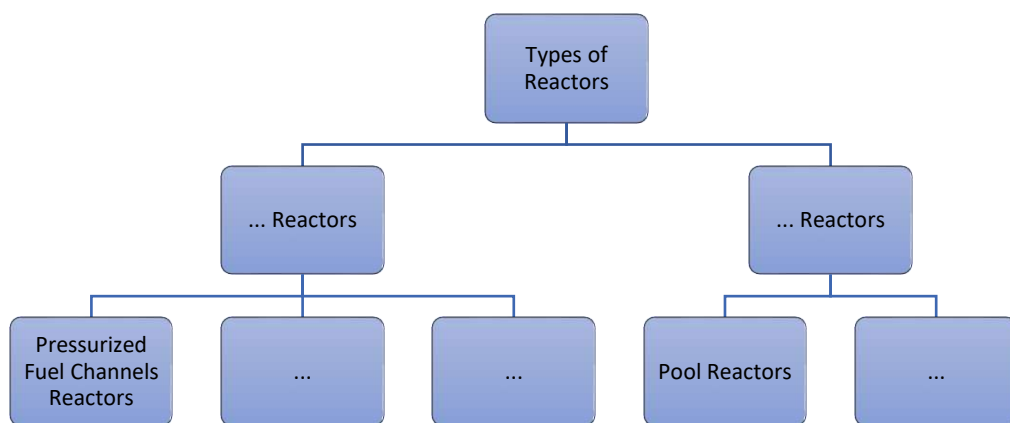 Types of
Reactors
... Reactors
... Reactors
Pressurized
Fuel Channels
Reactors
...
...
Pool Reactors
...